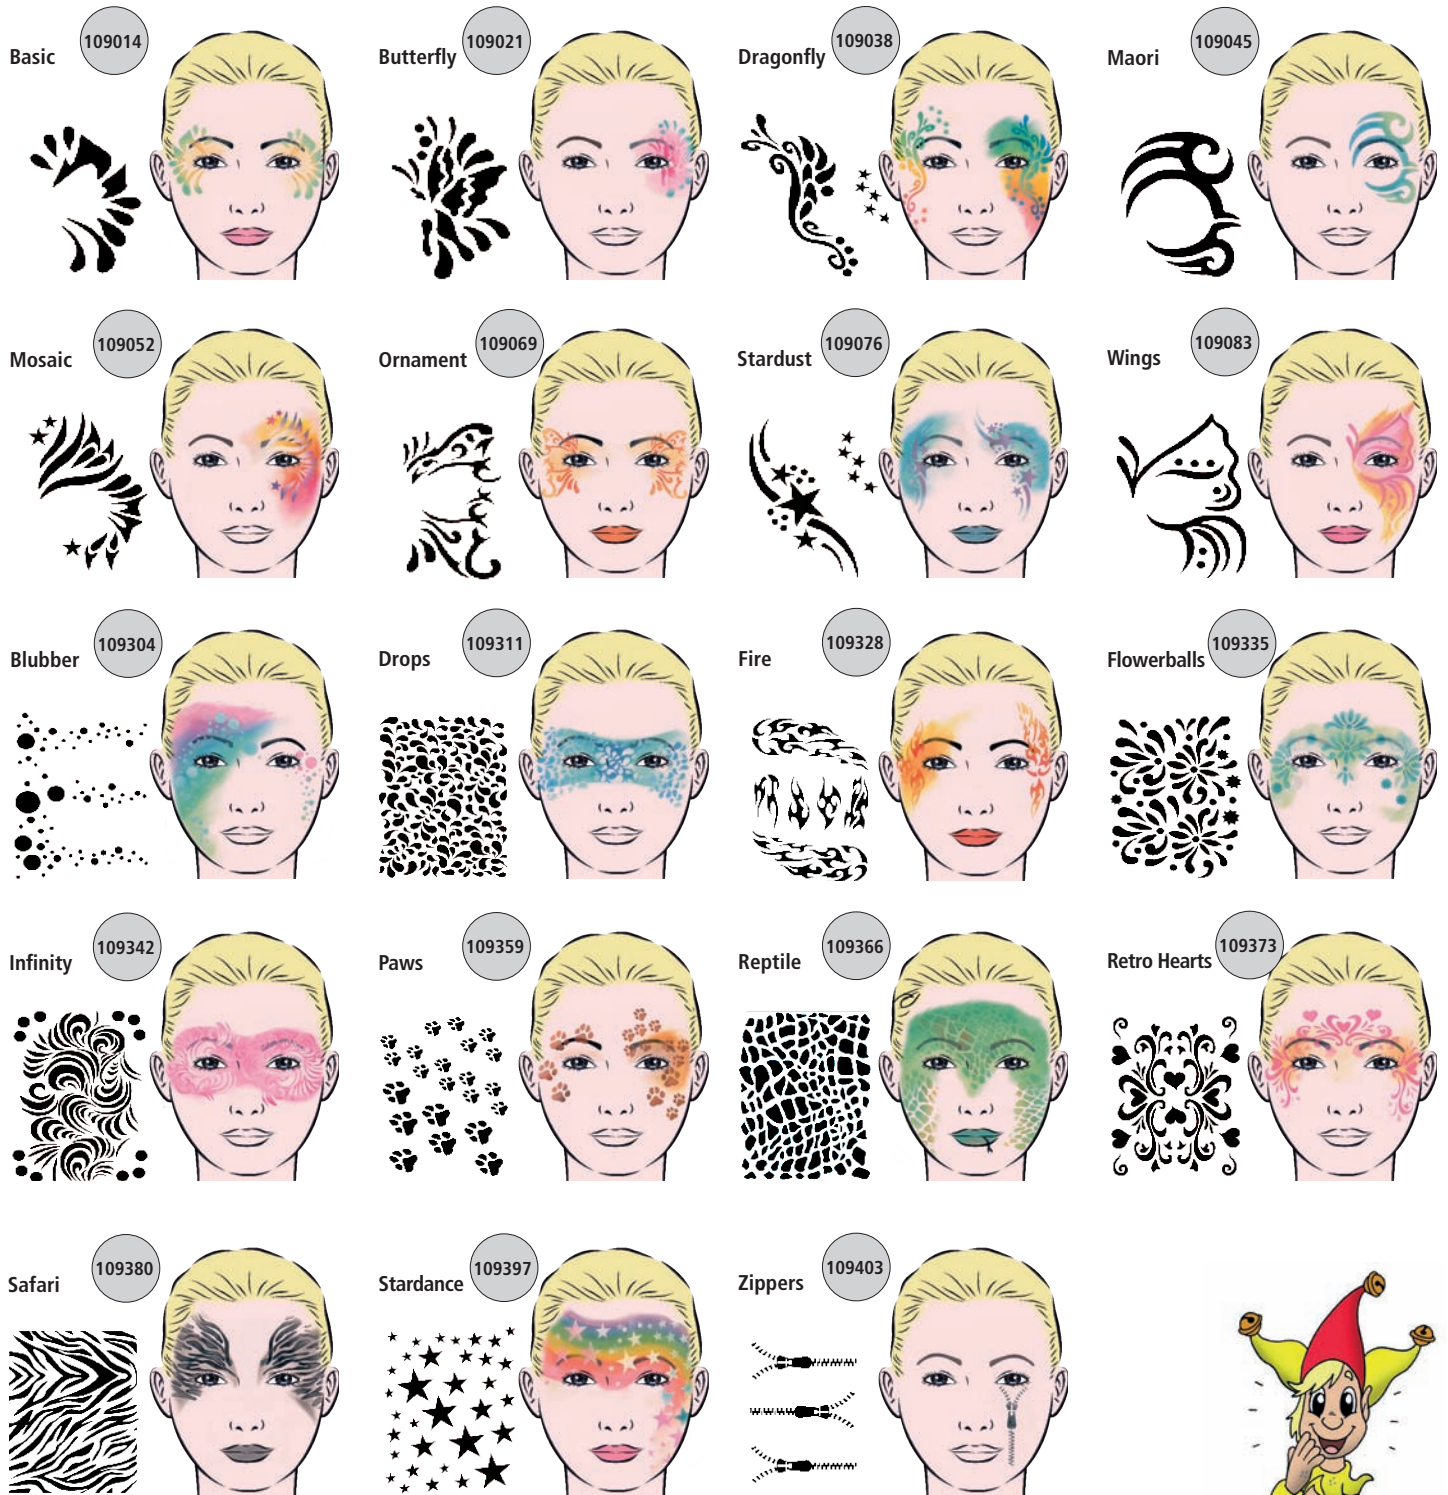 Basic 109014
Butterfly 109021
Dragonfly 109038
Maori 109045
Mosaic 109052
Ornament 109069
Stardust 109076
Wings 109083
Blubber 109304
Drops 109311
Fire 109328
Flowerballs 109335
Infinity 109342
Paws 109359
Reptile 109366
Retro Hearts 109373
Safari 109380
Stardance 109397
Zippers 109403